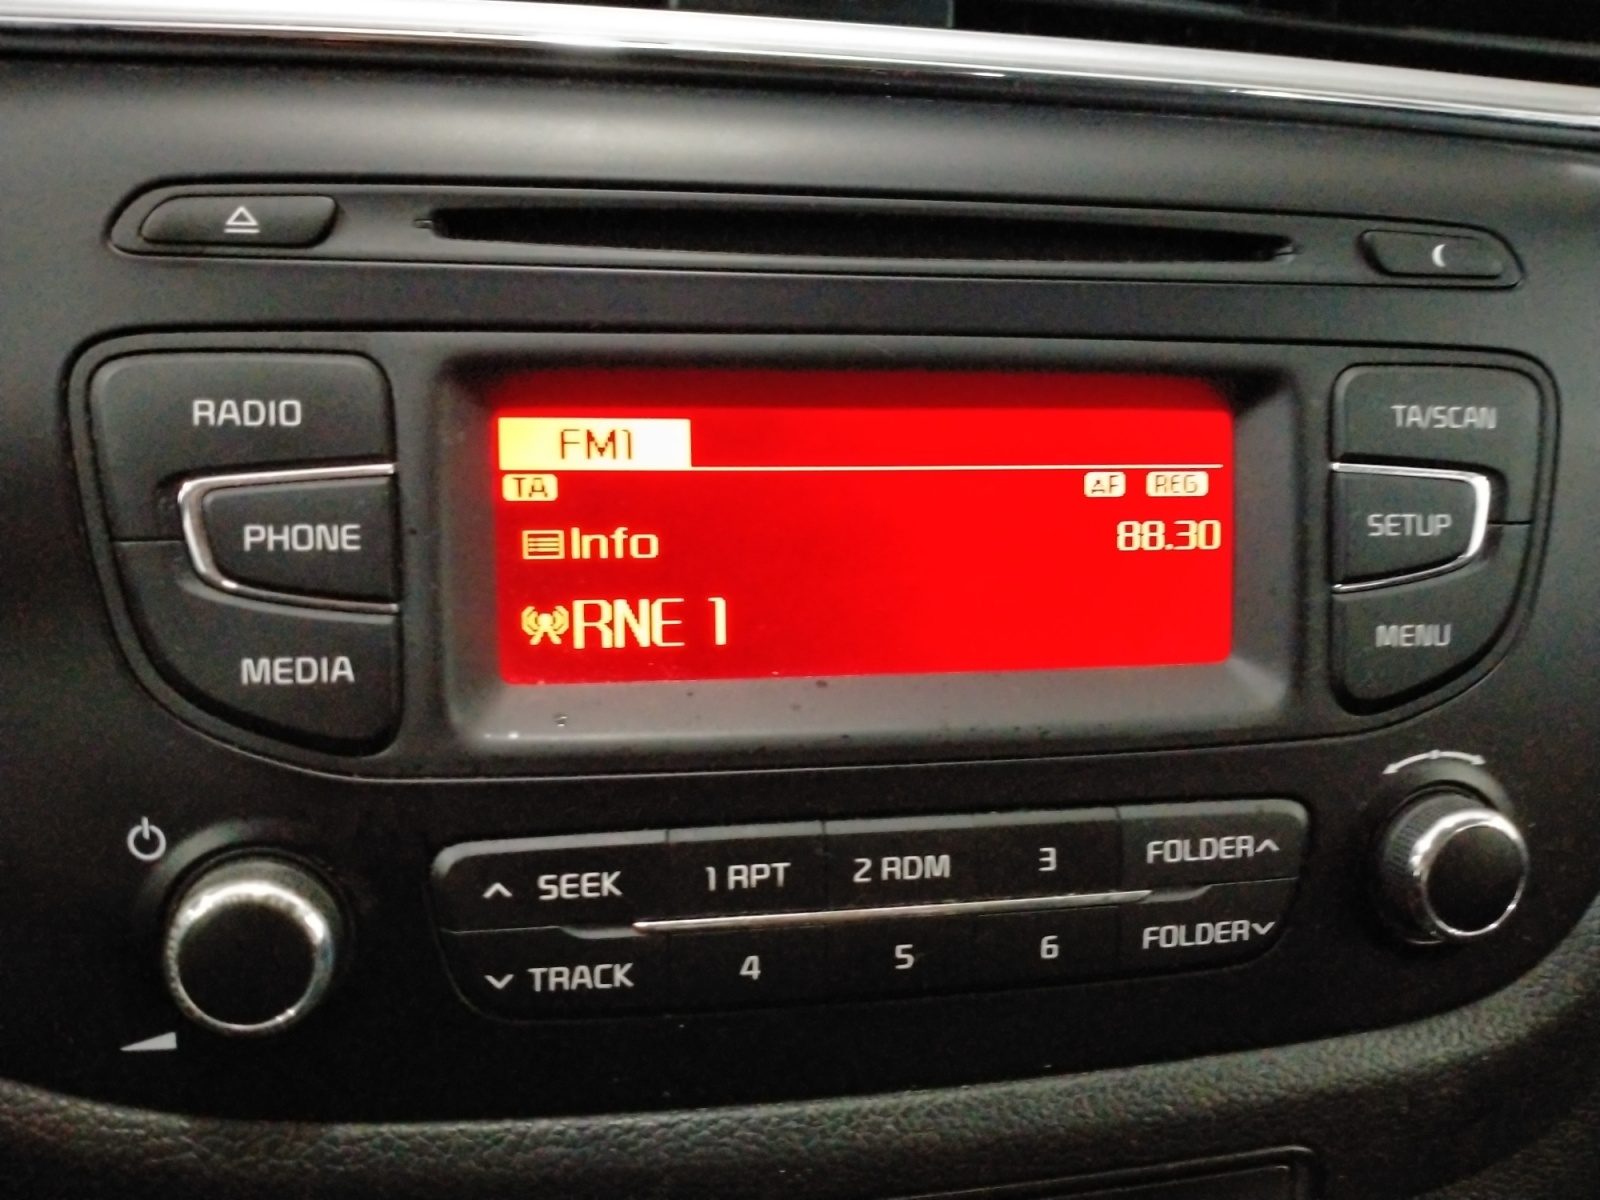 RADIO
PHONE
MEDIA
FM1
TA
AF REG
Info
88.30
RNE 1
TA/SCAN
SETUP
MENU
SEEK
1 RPT
2 RDM
3
FOLDER
TRACK
4
5
6
FOLDER